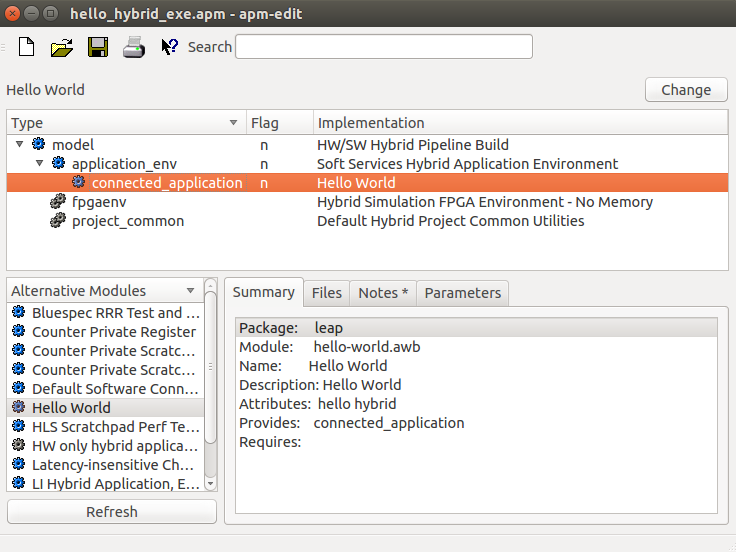 hello_hybrid_exe.apm - apm-edit
Search
Hello World
Change
Type Flag Implementation
model n HW/SW Hybrid Pipeline Build
application_env n Soft Services Hybrid Application Environment
connected_application n Hello World
fpgaenv Hybrid Simulation FPGA Environment - No Memory
project_common Default Hybrid Project Common Utilities
Alternative Modules
Bluespec RRR Test and ...
Counter Private Register
Counter Private Scratc...
Counter Private Scratc...
Default Software Conn...
Hello World
HLS Scratchpad Perf Te...
HW only hybrid applica...
Latency-insensitive Ch...
LI Hybrid Application, E...
Refresh
Summary Files Notes * Parameters
Package: leap
Module: hello-world.awb
Name: Hello World
Description: Hello World
Attributes: hello hybrid
Provides: connected_application
Requires: